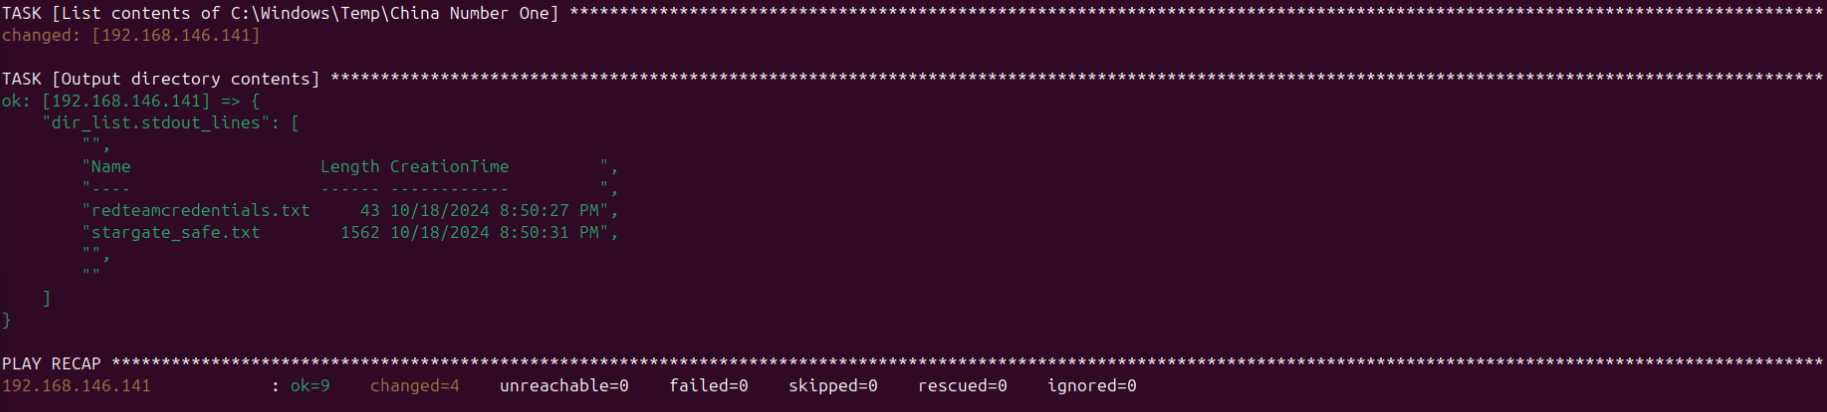 TASK [List contents of C:\Windows\Temp\China Number One] ******************************************************************************************************************************
changed: [192.168.146.141]
TASK [Output directory contents] ******************************************************************************************************************************************************
ok: [192.168.146.141] => {
    "dir_list.stdout_lines": [
        "",
        "Name                   Length CreationTime         ",
        "----                   ------ ------------         ",
        "redteamcredentials.txt     43 10/18/2024 8:50:27 PM",
        "stargate_safe.txt        1562 10/18/2024 8:50:31 PM",
        "",
        ""
    ]
}
PLAY RECAP ****************************************************************************************************************************************************************************
192.168.146.141            : ok=9    changed=4    unreachable=0    failed=0    skipped=0    rescued=0    ignored=0